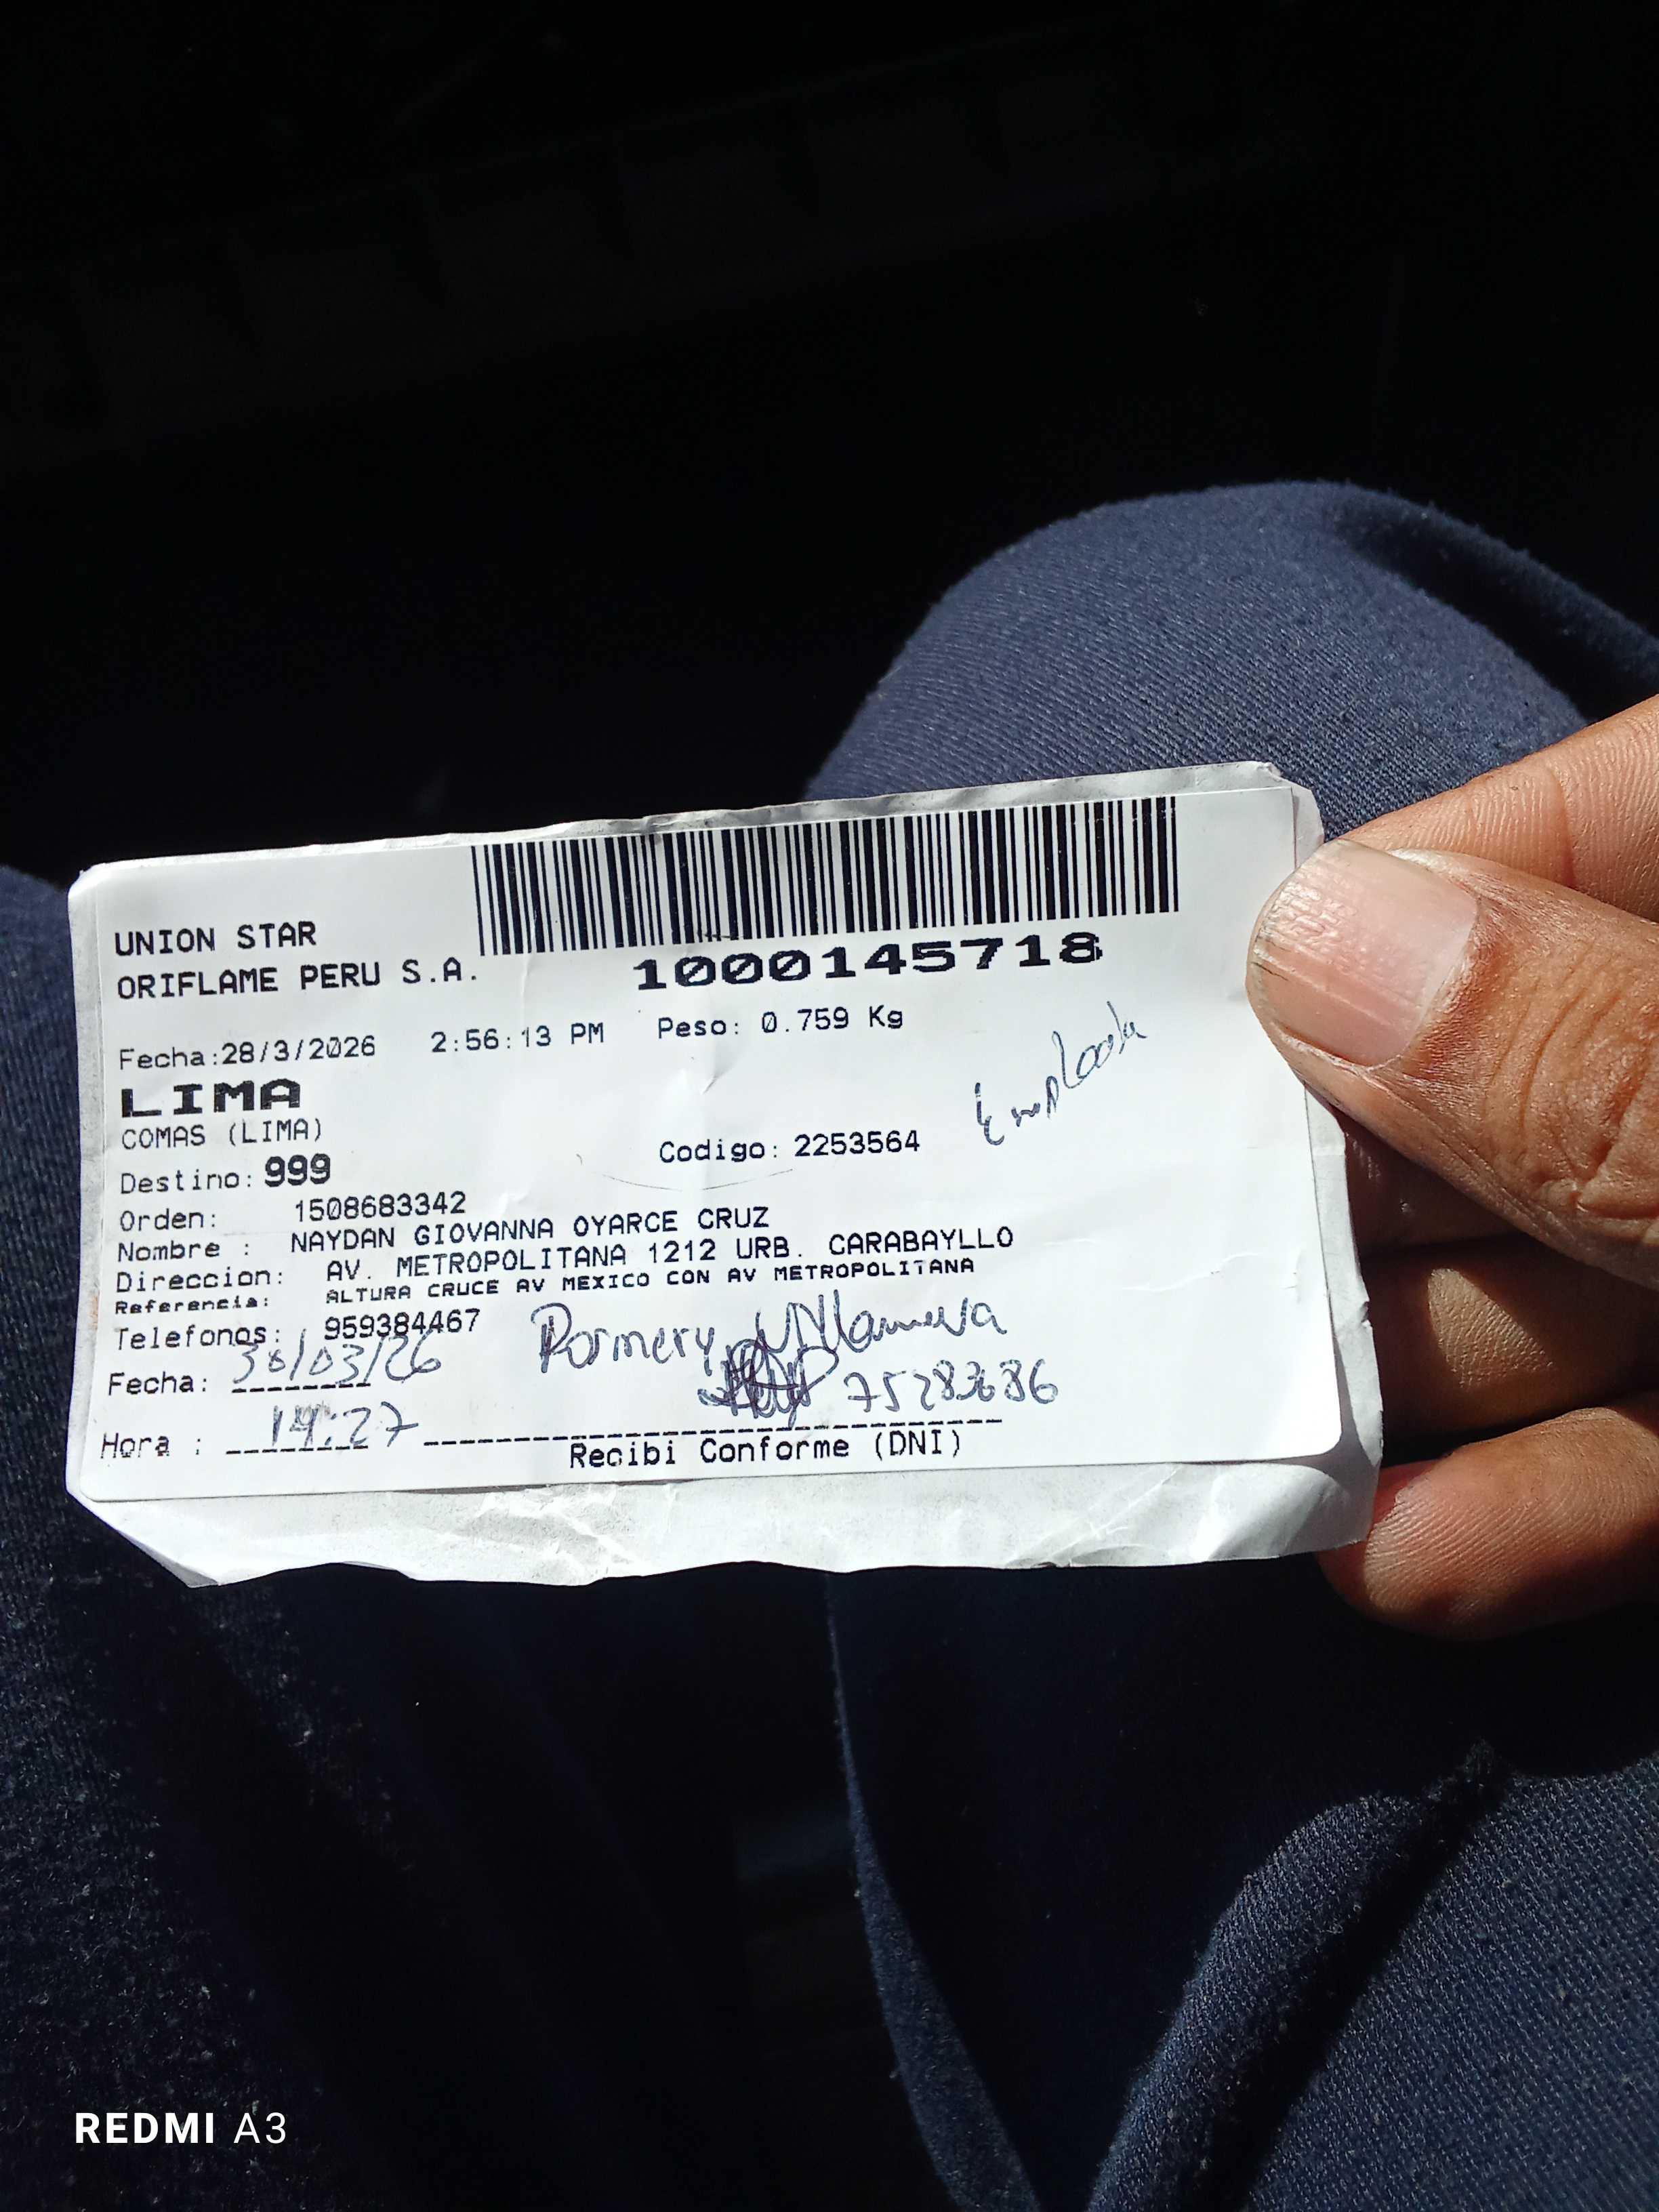 UNION STAR
ORIFLAME PERU S.A.
1000145718
Fecha:28/3/2026 2:56:13 PM Peso: 0.759 Kg
LIMA
COMAS (LIMA)
Codigo: 2253564
Empleada
Destino: 999
Orden: 1508683342
Nombre : NAYDAN GIOVANNA OYARCE CRUZ
Direccion: AV. METROPOLITANA 1212 URB. CARABAYLLO
Referencia: ALTURA CRUCE AV MEXICO CON AV METROPOLITANA
Telefonos: 959384467
Villanueva
Fecha: 30/03/26
Hora : 14:27
Recibi Conforme (DNI)
REDMI A3